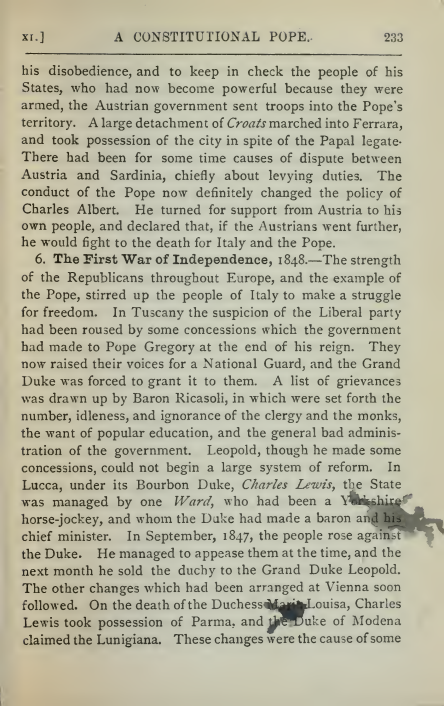 XI.] A CONSTITUTIONAL POPE. 233
his disobedience, and to keep in check the people of his
States, who had now become powerful because they were
armed, the Austrian government sent troops into the Pope's
territory. A large detachment of Croats marched into Ferrara,
and took possession of the city in spite of the Papal legate.
There had been for some time causes of dispute between
Austria and Sardinia, chiefly about levying duties. The
conduct of the Pope now definitely changed the policy of
Charles Albert. He turned for support from Austria to his
own people, and declared that, if the Austrians went further,
he would fight to the death for Italy and the Pope.
6. The First War of Independence, 1848.—The strength
of the Republicans throughout Europe, and the example of
the Pope, stirred up the people of Italy to make a struggle
for freedom. In Tuscany the suspicion of the Liberal party
had been roused by some concessions which the government
had made to Pope Gregory at the end of his reign. They
now raised their voices for a National Guard, and the Grand
Duke was forced to grant it to them. A list of grievances
was drawn up by Baron Ricasoli, in which were set forth the
number, idleness, and ignorance of the clergy and the monks,
the want of popular education, and the general bad adminis-
tration of the government. Leopold, though he made some
concessions, could not begin a large system of reform. In
Lucca, under its Bourbon Duke, Charles Lewis, the State
was managed by one Ward, who had been a Yorkshire
horse-jockey, and whom the Duke had made a baron and his
chief minister. In September, 1847, the people rose against
the Duke. He managed to appease them at the time, and the
next month he sold the duchy to the Grand Duke Leopold.
The other changes which had been arranged at Vienna soon
followed. On the death of the Duchess Maria Louisa, Charles
Lewis took possession of Parma, and the Duke of Modena
claimed the Lunigiana. These changes were the cause of some